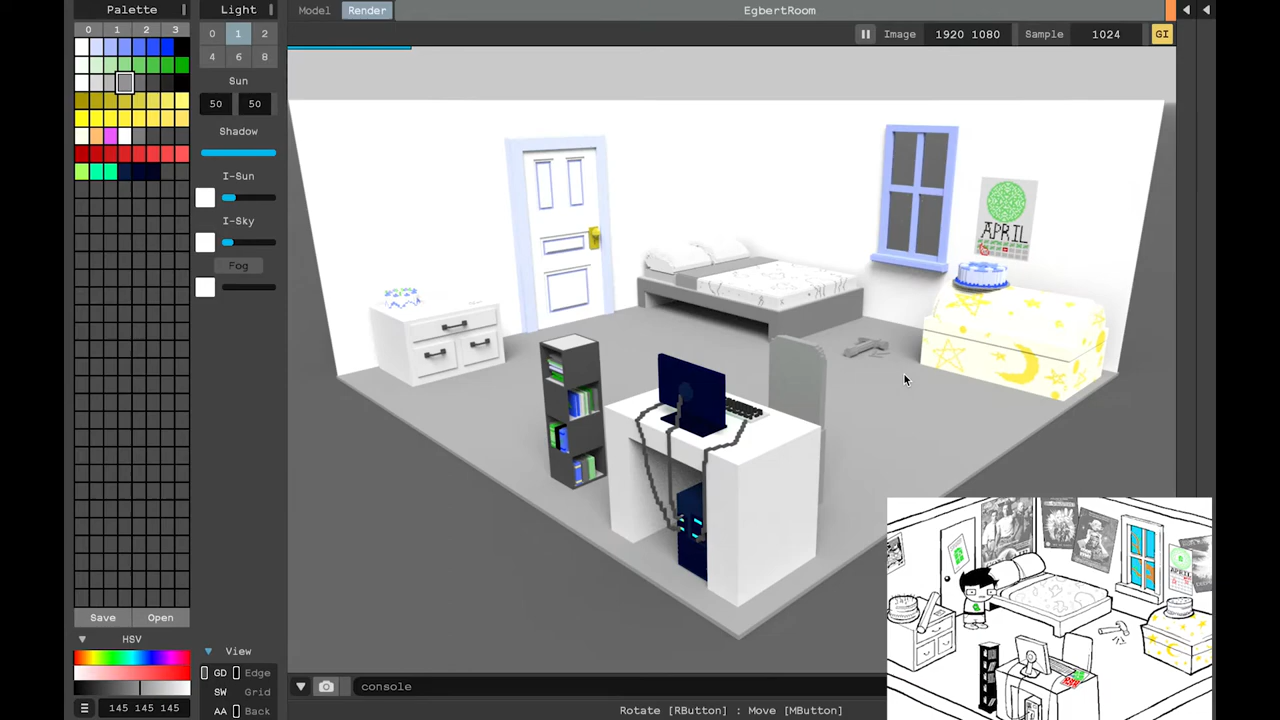 Palette
Light
Model
Render
EgbertRoom
0
1
2
3
0
1
2
4
6
8
Image
1920 1080
Sample
1024
GI
Sun
50
50
Shadow
I-Sun
I-Sky
Fog
APRIL
APRIL
Save
Open
HSV
View
GD
Edge
SW
Grid
AA
Back
145 145 145
console
Rotate [RButton] : Move [MButton]